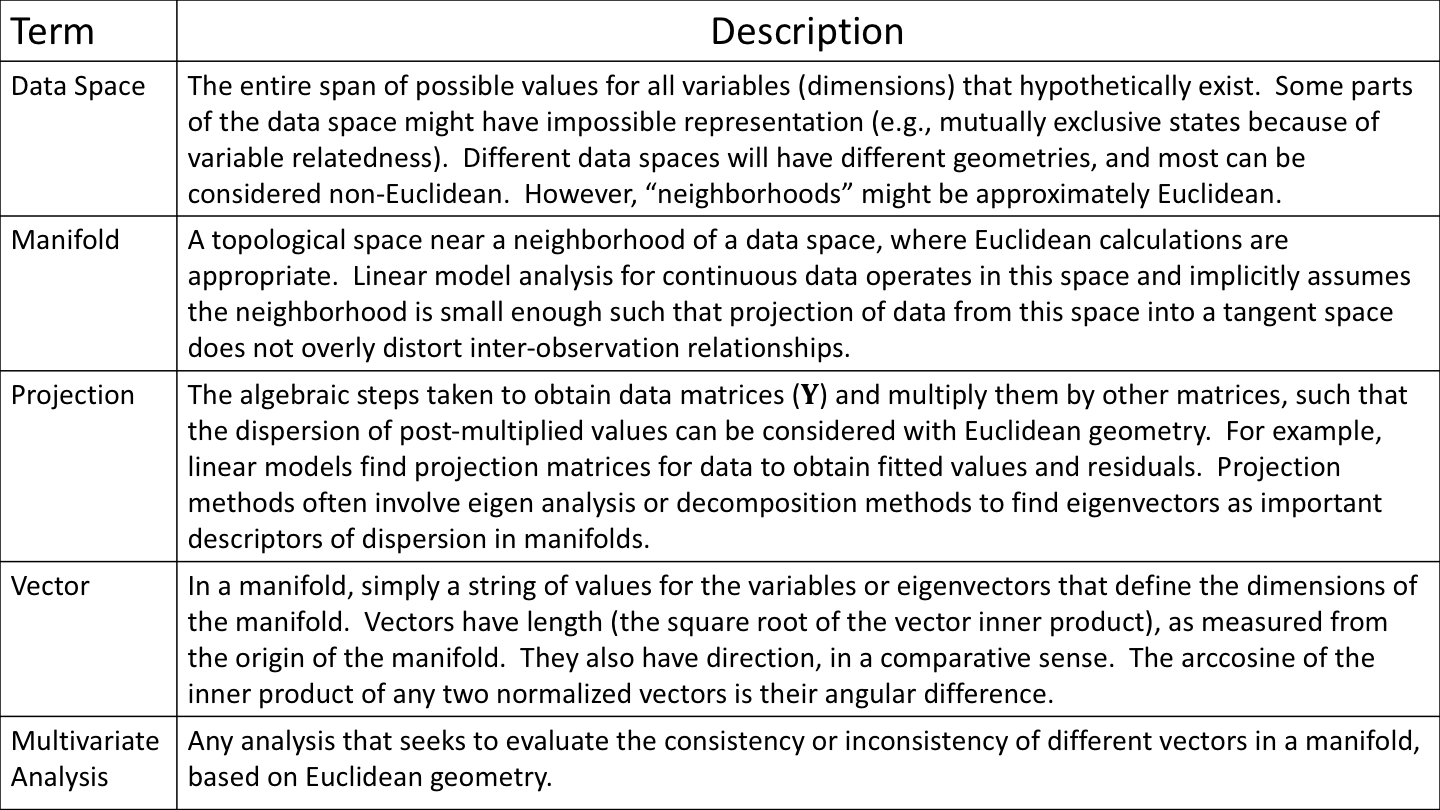 Term
Description
Data Space
The entire span of possible values for all variables (dimensions) that hypothetically exist.  Some parts
of the data space might have impossible representation (e.g., mutually exclusive states because of
variable relatedness).  Different data spaces will have different geometries, and most can be
considered non-Euclidean.  However, “neighborhoods” might be approximately Euclidean.
Manifold
A topological space near a neighborhood of a data space, where Euclidean calculations are
appropriate.  Linear model analysis for continuous data operates in this space and implicitly assumes
the neighborhood is small enough such that projection of data from this space into a tangent space
does not overly distort inter-observation relationships.
Projection
The algebraic steps taken to obtain data matrices (𝐘) and multiply them by other matrices, such that
the dispersion of post-multiplied values can be considered with Euclidean geometry.  For example,
linear models find projection matrices for data to obtain fitted values and residuals.  Projection
methods often involve eigen analysis or decomposition methods to find eigenvectors as important
descriptors of dispersion in manifolds.
Vector
In a manifold, simply a string of values for the variables or eigenvectors that define the dimensions of
the manifold.  Vectors have length (the square root of the vector inner product), as measured from
the origin of the manifold.  They also have direction, in a comparative sense.  The arccosine of the
inner product of any two normalized vectors is their angular difference.
Multivariate
Analysis
Any analysis that seeks to evaluate the consistency or inconsistency of different vectors in a manifold,
based on Euclidean geometry.